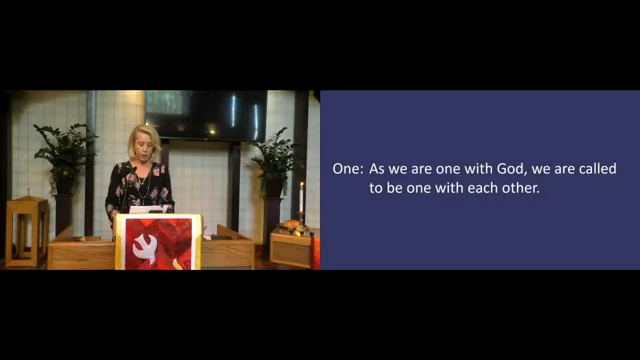 One: As we are one with God, we are called
to be one with each other.